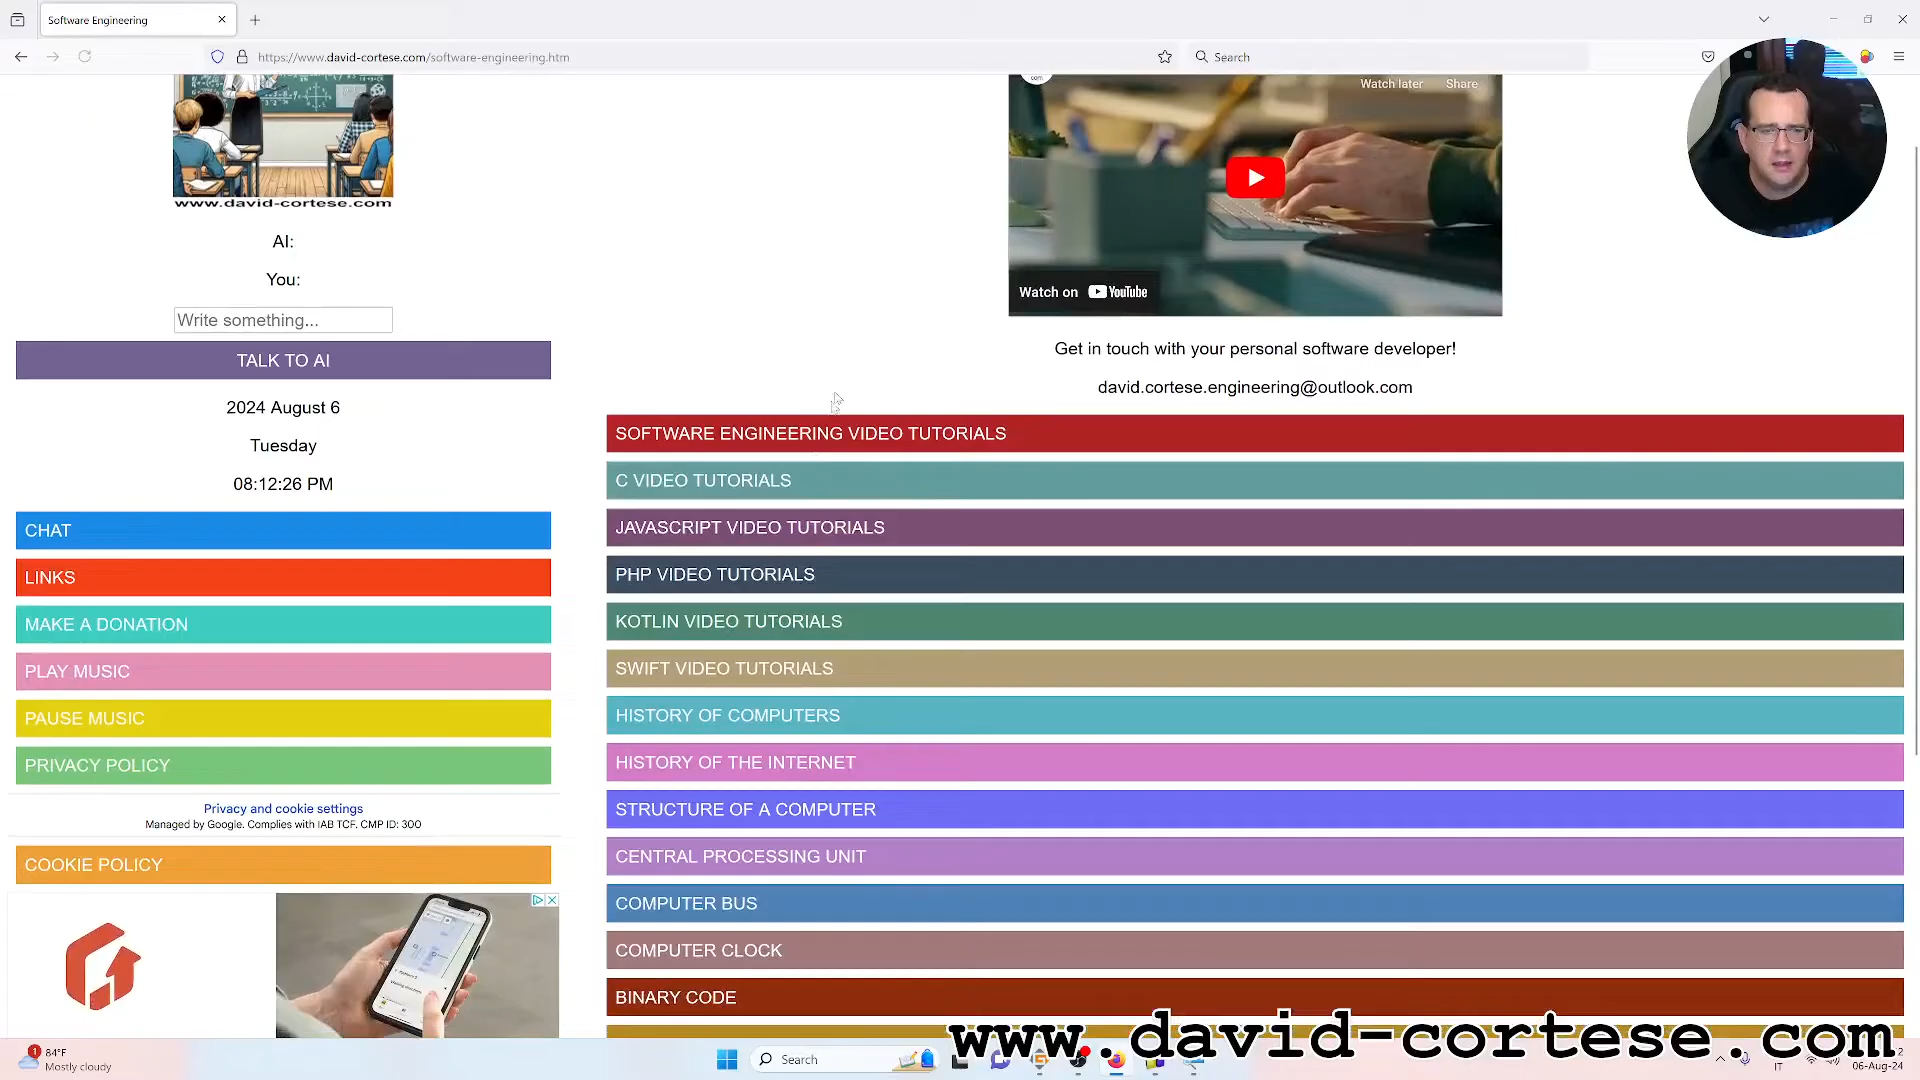 Software Engineering
https://www.david-cortese.com/software-engineering.htm
Search
www.david-cortese.com
AI:
You:
Write something...
TALK TO AI
2024 August 6
Tuesday
08:12:26 PM
CHAT
LINKS
MAKE A DONATION
PLAY MUSIC
PAUSE MUSIC
PRIVACY POLICY
Privacy and cookie settings
Managed by Google. Complies with IAB TCF. CMP ID: 300
COOKIE POLICY
com
Watch later
Share
Watch on YouTube
Get in touch with your personal software developer!
david.cortese.engineering@outlook.com
SOFTWARE ENGINEERING VIDEO TUTORIALS
C VIDEO TUTORIALS
JAVASCRIPT VIDEO TUTORIALS
PHP VIDEO TUTORIALS
KOTLIN VIDEO TUTORIALS
SWIFT VIDEO TUTORIALS
HISTORY OF COMPUTERS
HISTORY OF THE INTERNET
STRUCTURE OF A COMPUTER
CENTRAL PROCESSING UNIT
COMPUTER BUS
COMPUTER CLOCK
BINARY CODE
www.david-cortese.com
1
84°F
Mostly cloudy
Search
IT
06-Aug-24